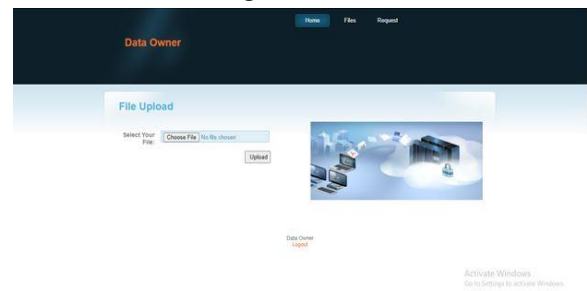 Home Files Request
Data Owner
File Upload
Select Your
File:
Choose File No file chosen
Upload
Data Owner
Logout
Activate Windows
Go to Settings to activate Windows.